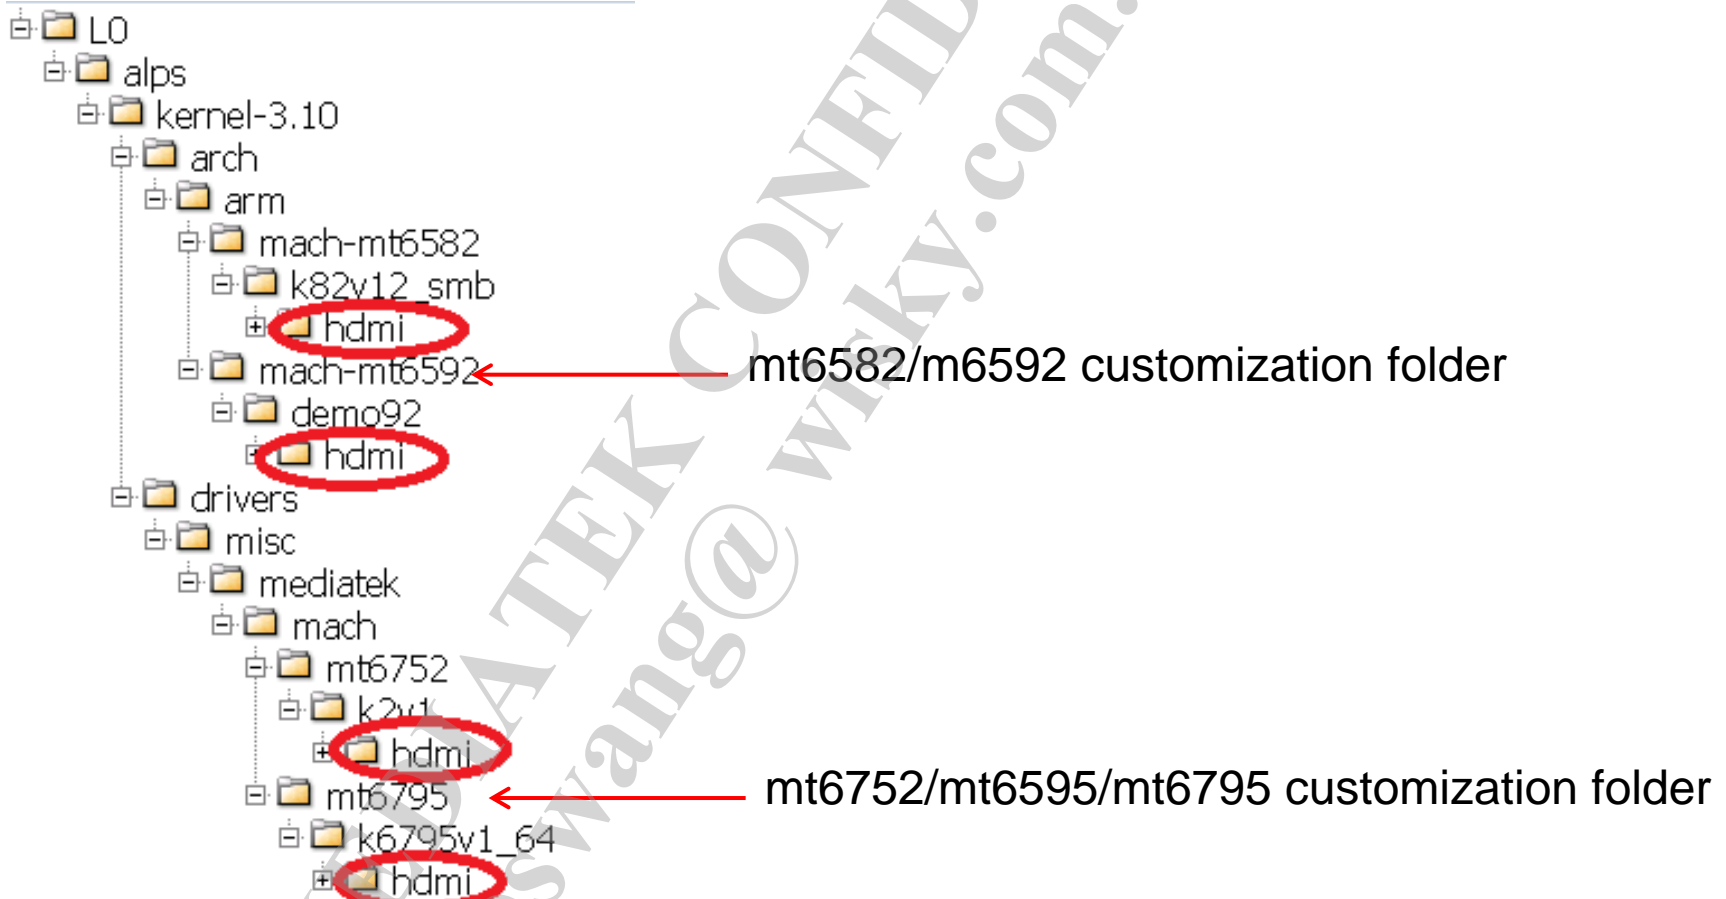 L0
alps
kernel-3.10
arch
arm
mach-mt6582
k82v12_smb
hdmi
mach-mt6592
mt6582/m6592 customization folder
demo92
hdmi
drivers
misc
mediatek
mach
mt6752
k2v1
hdmi
mt6795
mt6752/mt6595/mt6795 customization folder
k6795v1_64
hdmi